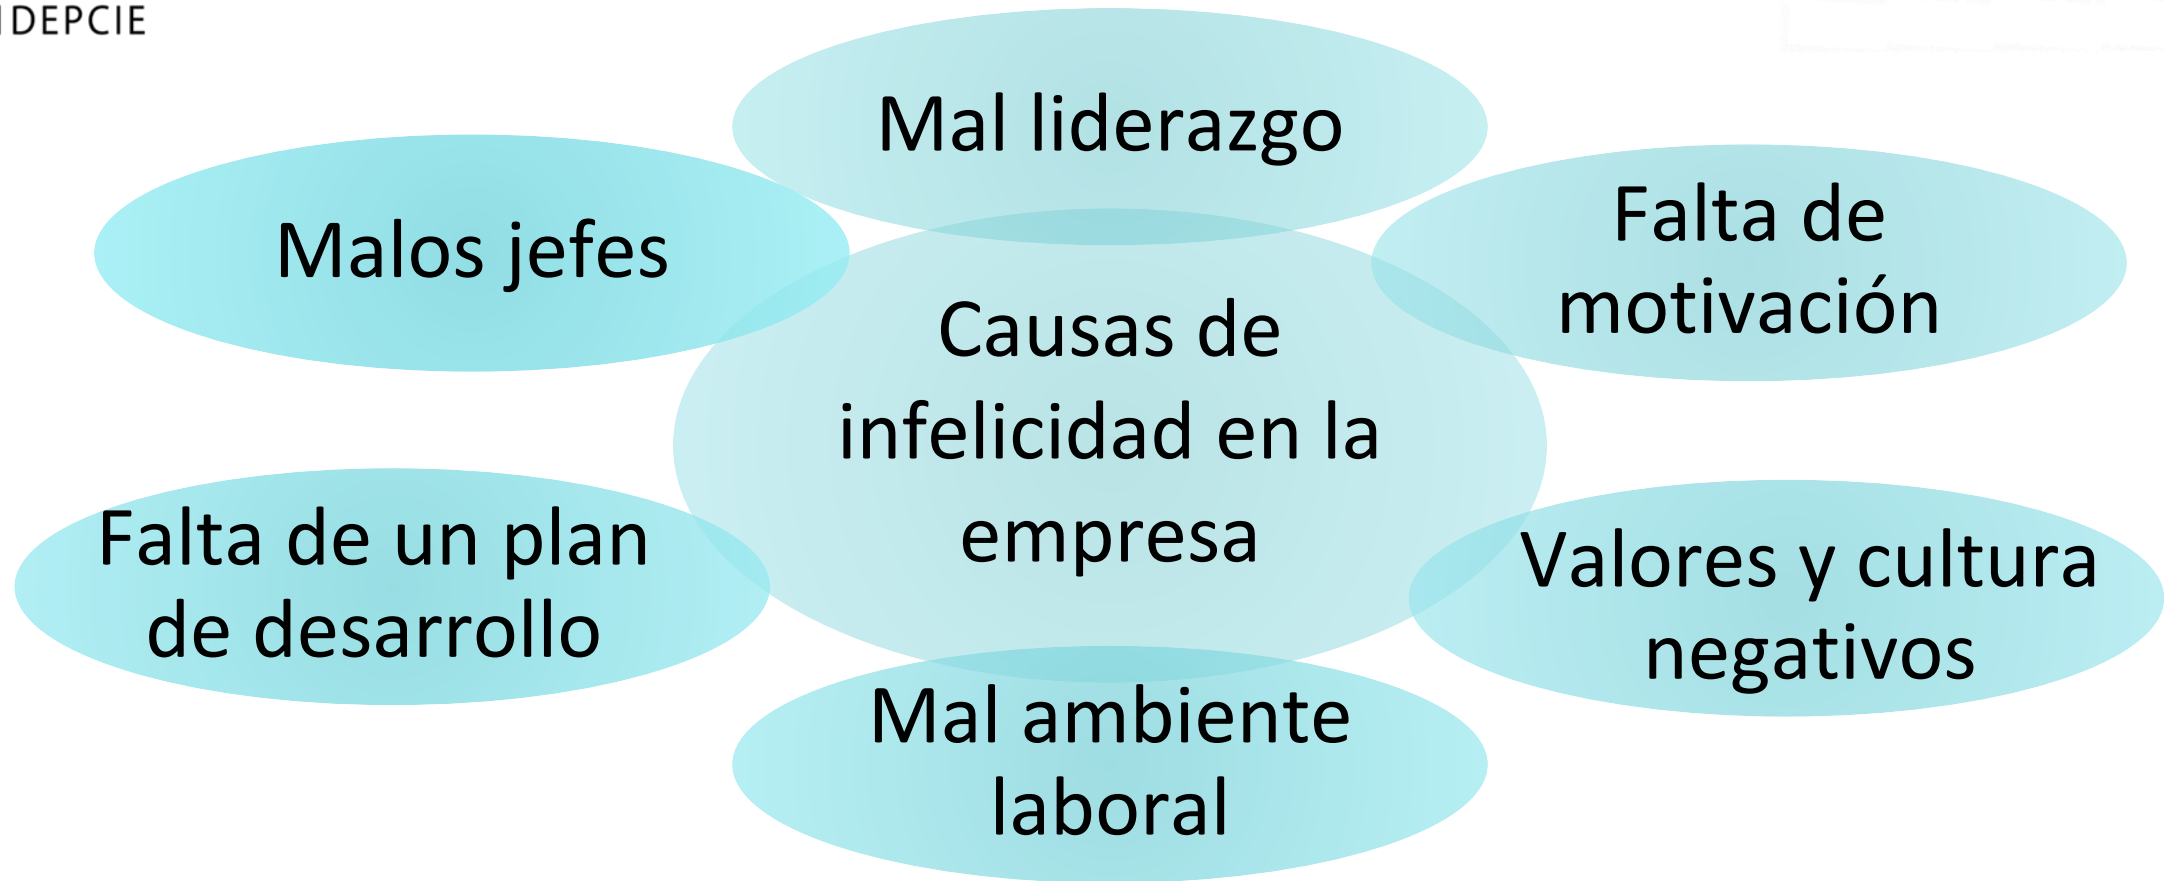 IDEPCIE
Mal liderazgo
Malos jefes
Falta de
motivación
Causas de
infelicidad en la
empresa
Falta de un plan
de desarrollo
Valores y cultura
negativos
Mal ambiente
laboral